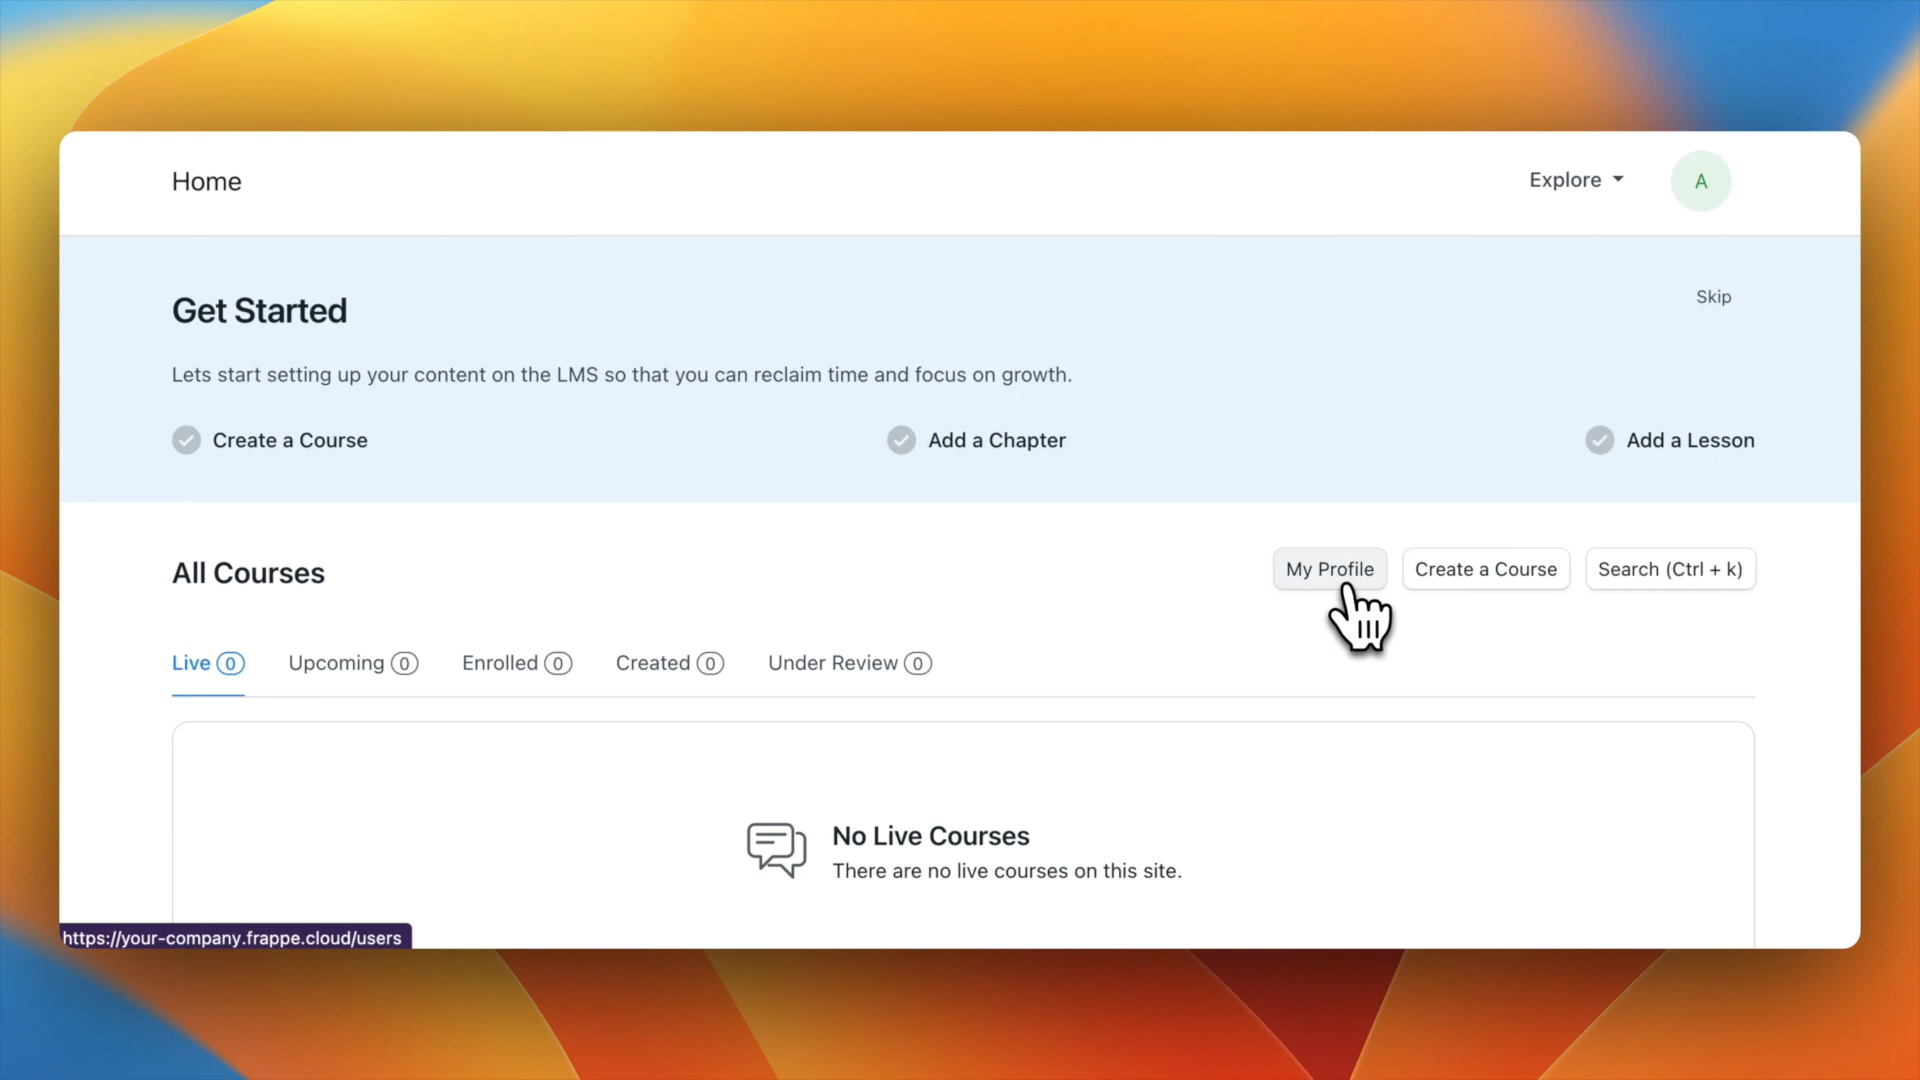 Home
Explore
A
Get Started
Skip
Lets start setting up your content on the LMS so that you can reclaim time and focus on growth.
Create a Course
Add a Chapter
Add a Lesson
All Courses
My Profile
Create a Course
Search (Ctrl + k)
Live 0
Upcoming 0
Enrolled 0
Created 0
Under Review 0
No Live Courses
There are no live courses on this site.
https://your-company.frappe.cloud/users